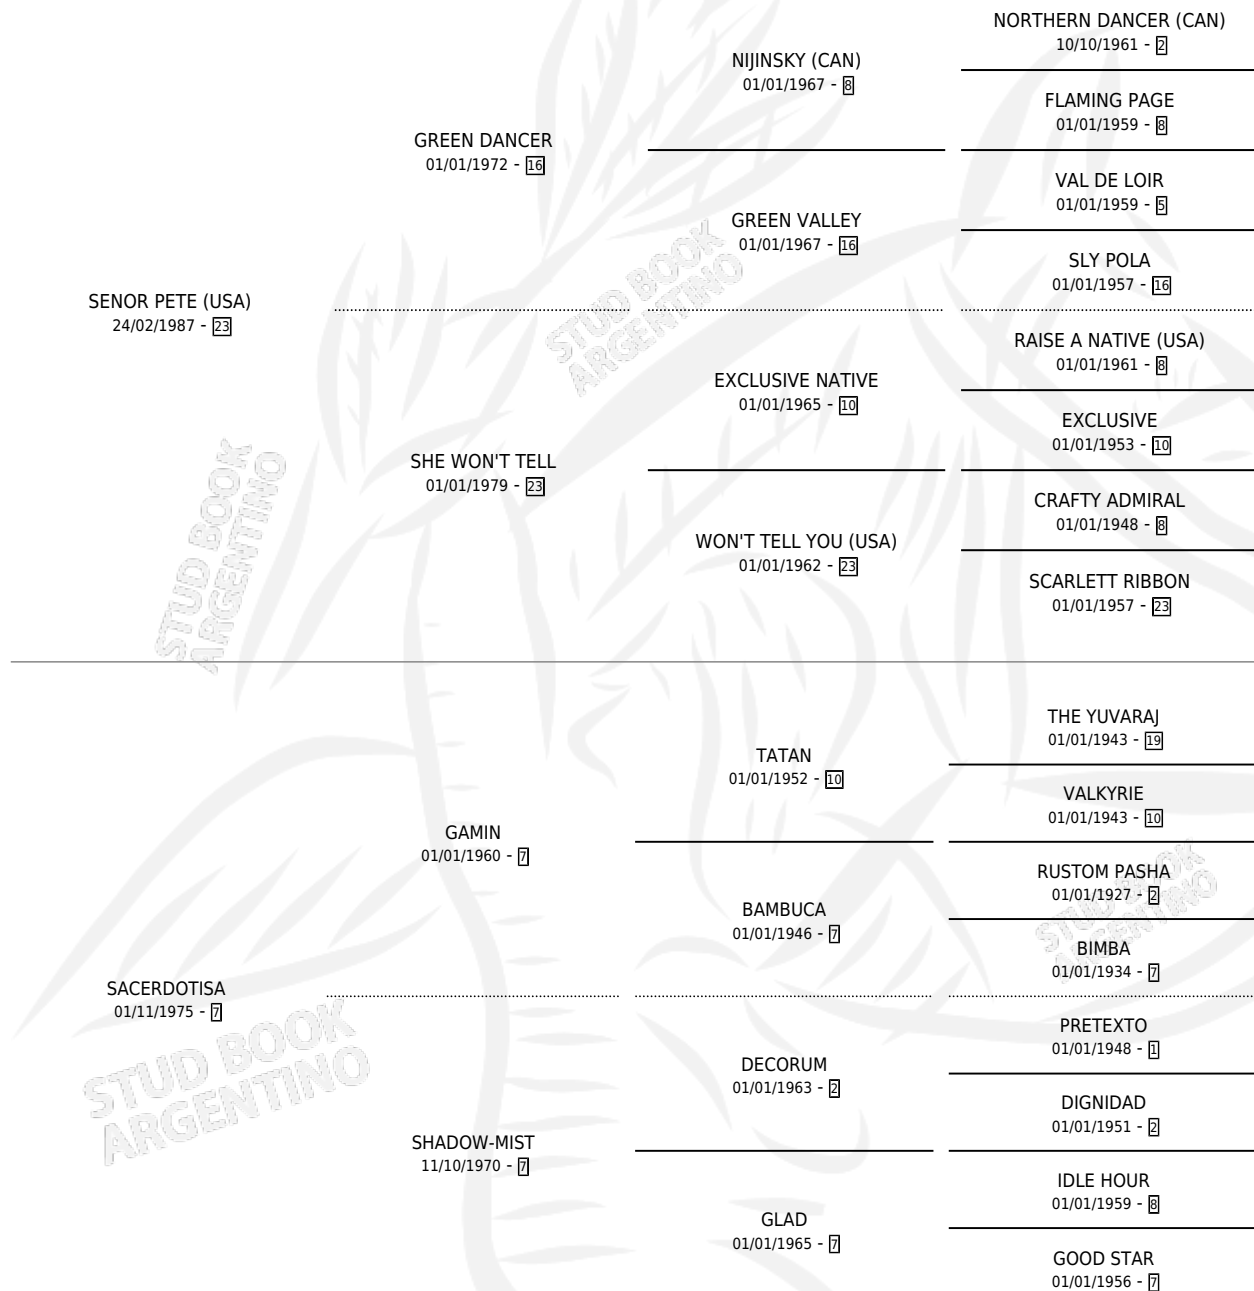 NORTHERN DANCER (CAN)
10/10/1961 - 2
NIJINSKY (CAN)
01/01/1967 - 8
FLAMING PAGE
01/01/1959 - 8
GREEN DANCER
01/01/1972 - 16
VAL DE LOIR
01/01/1959 - 5
GREEN VALLEY
01/01/1967 - 16
SLY POLA
01/01/1957 - 16
SENOR PETE (USA)
24/02/1987 - 23
RAISE A NATIVE (USA)
01/01/1961 - 8
EXCLUSIVE NATIVE
01/01/1965 - 10
EXCLUSIVE
01/01/1953 - 10
SHE WON'T TELL
01/01/1979 - 23
CRAFTY ADMIRAL
01/01/1948 - 8
WON'T TELL YOU (USA)
01/01/1962 - 23
SCARLETT RIBBON
01/01/1957 - 23
STUD BOOK
ARGENTINO
STUD BOOK
ARGENTINO
THE YUVARAJ
01/01/1943 - 19
TATAN
01/01/1952 - 10
VALKYRIE
01/01/1943 - 10
GAMIN
01/01/1960 - 7
RUSTOM PASHA
01/01/1927 - 2
BAMBUCA
01/01/1946 - 7
BIMBA
01/01/1934 - 7
STUD BOOK
ARGENTINO
SACERDOTISA
01/11/1975 - 7
PRETEXTO
01/01/1948 - 1
DECORUM
01/01/1963 - 2
DIGNIDAD
01/01/1951 - 2
SHADOW-MIST
11/10/1970 - 7
IDLE HOUR
01/01/1959 - 8
GLAD
01/01/1965 - 7
GOOD STAR
01/01/1956 - 7
STUD BOOK
ARGENTINO